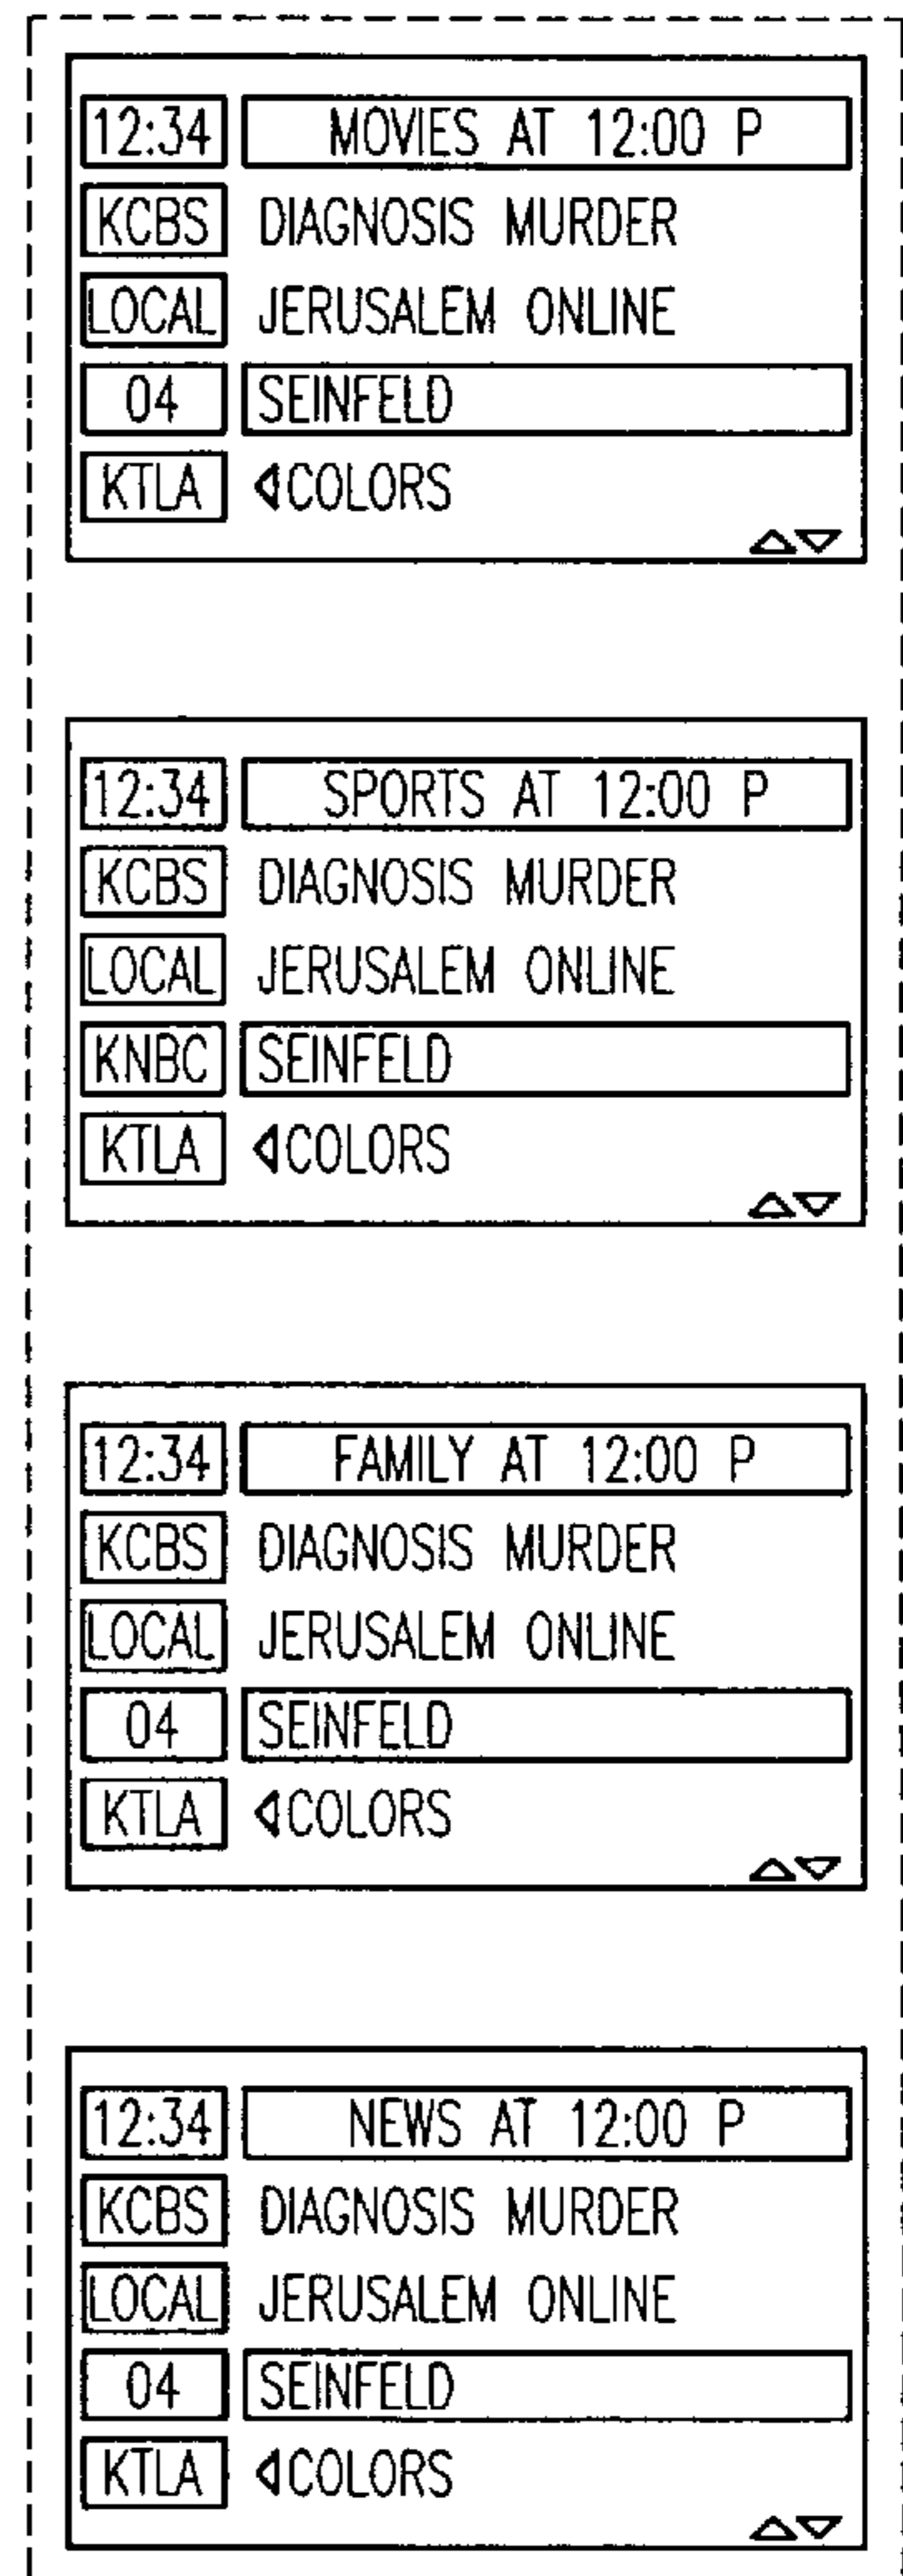 12:34 MOVIES AT 12:00 P
KCBS DIAGNOSIS MURDER
LOCAL JERUSALEM ONLINE
04 SEINFELD
KTLA COLORS
12:34 SPORTS AT 12:00 P
KCBS DIAGNOSIS MURDER
LOCAL JERUSALEM ONLINE
KNBC SEINFELD
KTLA COLORS
12:34 FAMILY AT 12:00 P
KCBS DIAGNOSIS MURDER
LOCAL JERUSALEM ONLINE
04 SEINFELD
KTLA COLORS
12:34 NEWS AT 12:00 P
KCBS DIAGNOSIS MURDER
LOCAL JERUSALEM ONLINE
04 SEINFELD
KTLA COLORS